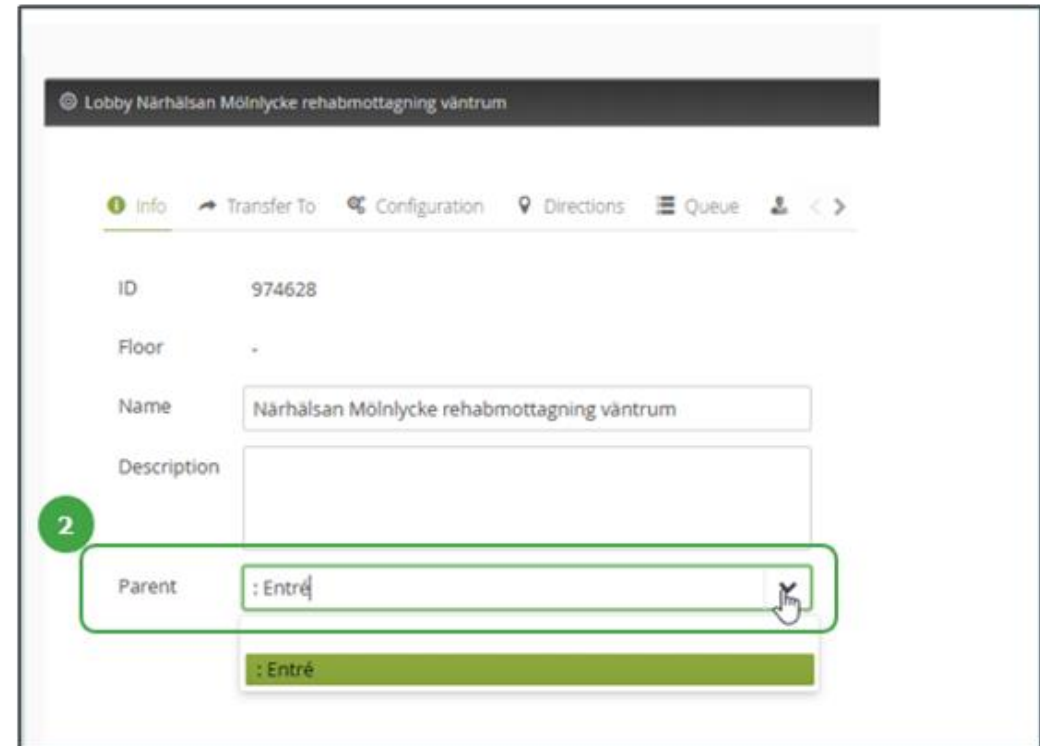 Lobby Närhälsan Mölnlycke rehabmottagning väntrum
Info Transfer To Configuration Directions Queue
ID 974628
Floor -
Name Närhälsan Mölnlycke rehabmottagning väntrum
Description
2
Parent : Entré
: Entré